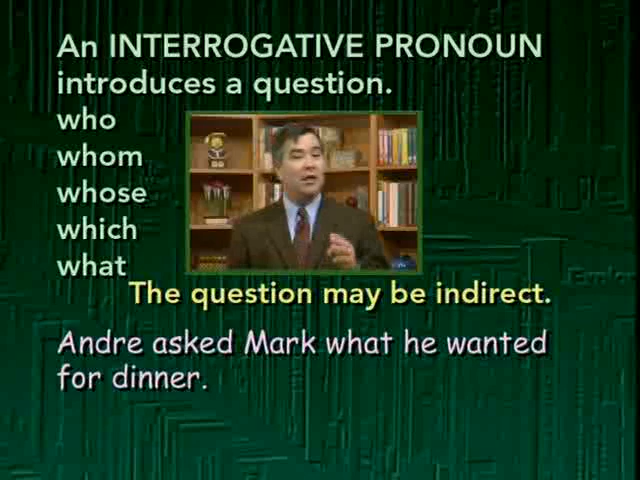 An INTERROGATIVE PRONOUN
introduces a question.
who
whom
whose
which
what
The question may be indirect.
Andre asked Mark what he wanted
for dinner.